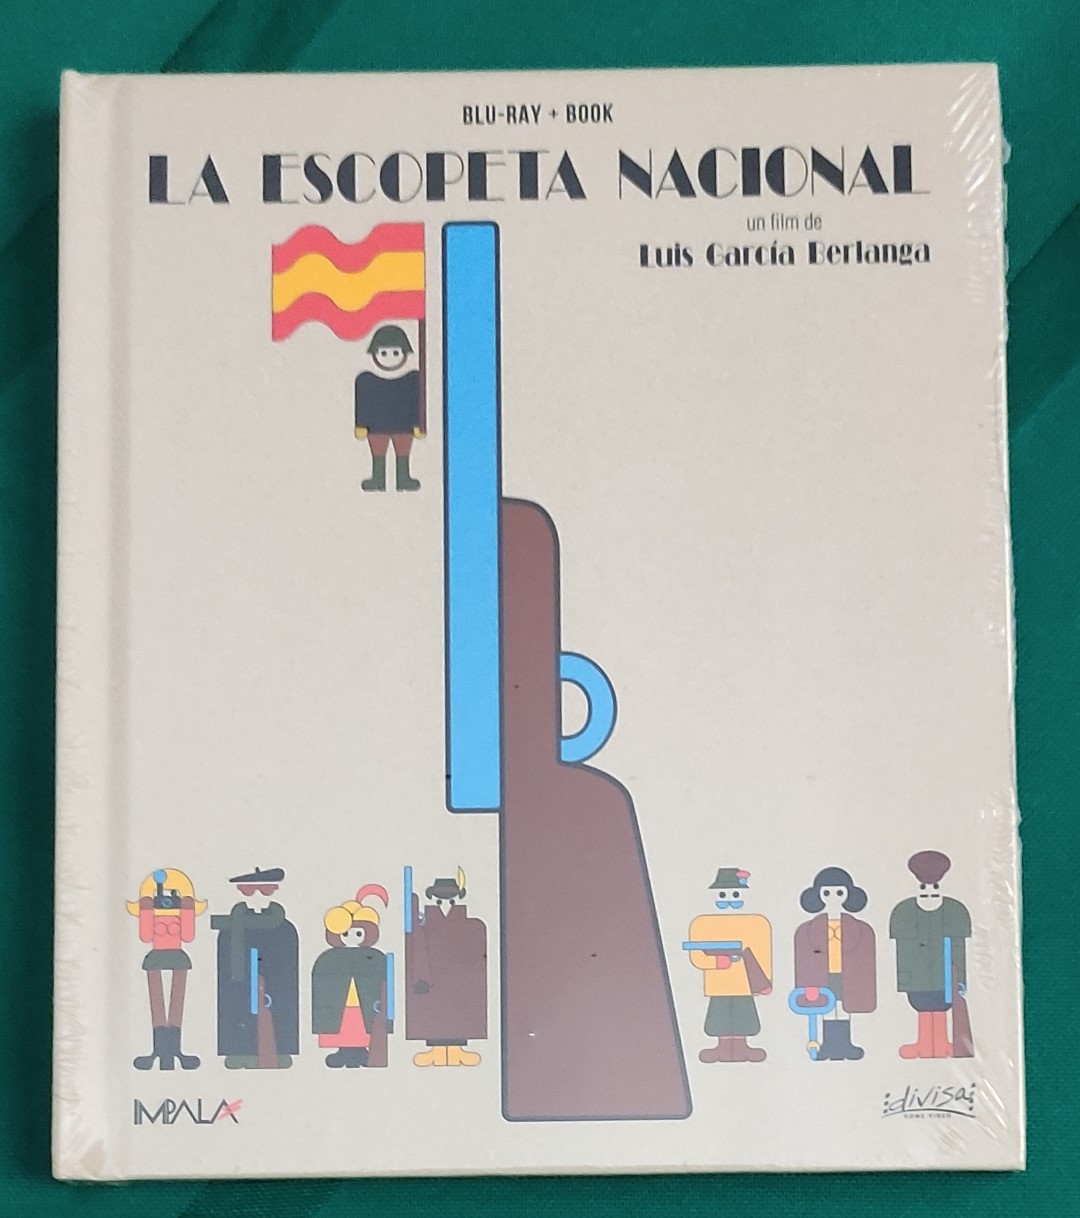 BLU-RAY + BOOK
LA ESCOPETA NACIONAL
un film de
Luis García Berlanga
IMPALA
divisa
HOME VIDEO